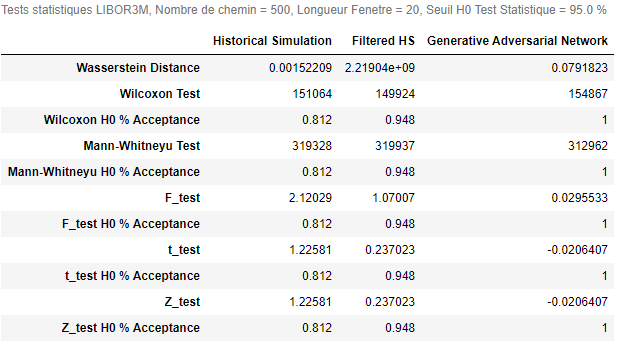 Tests statistiques LIBOR3M, Nombre de chemin = 500, Longueur Fenetre = 20, Seuil H0 Test Statistique = 95.0 %
Historical Simulation Filtered HS Generative Adversarial Network
Wasserstein Distance 0.00152209 2.21904e+09 0.0791823
Wilcoxon Test 151064 149924 154867
Wilcoxon H0 % Acceptance 0.812 0.948 1
Mann-Whitneyu Test 319328 319937 312962
Mann-Whitneyu H0 % Acceptance 0.812 0.948 1
F_test 2.12029 1.07007 0.0295533
F_test H0 % Acceptance 0.812 0.948 1
t_test 1.22581 0.237023 -0.0206407
t_test H0 % Acceptance 0.812 0.948 1
Z_test 1.22581 0.237023 -0.0206407
Z_test H0 % Acceptance 0.812 0.948 1